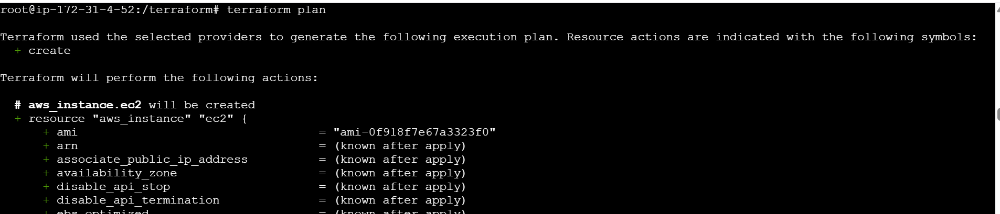 root@ip-172-31-4-52:/terraform# terraform plan
Terraform used the selected providers to generate the following execution plan. Resource actions are indicated with the following symbols:
+ create
Terraform will perform the following actions:
# aws_instance.ec2 will be created
+ resource "aws_instance" "ec2" {
+ ami = "ami-0f918f7e67a3323f0"
+ arn = (known after apply)
+ associate_public_ip_address = (known after apply)
+ availability_zone = (known after apply)
+ disable_api_stop = (known after apply)
+ disable_api_termination = (known after apply)
+ ebs_optimized = (known after apply)